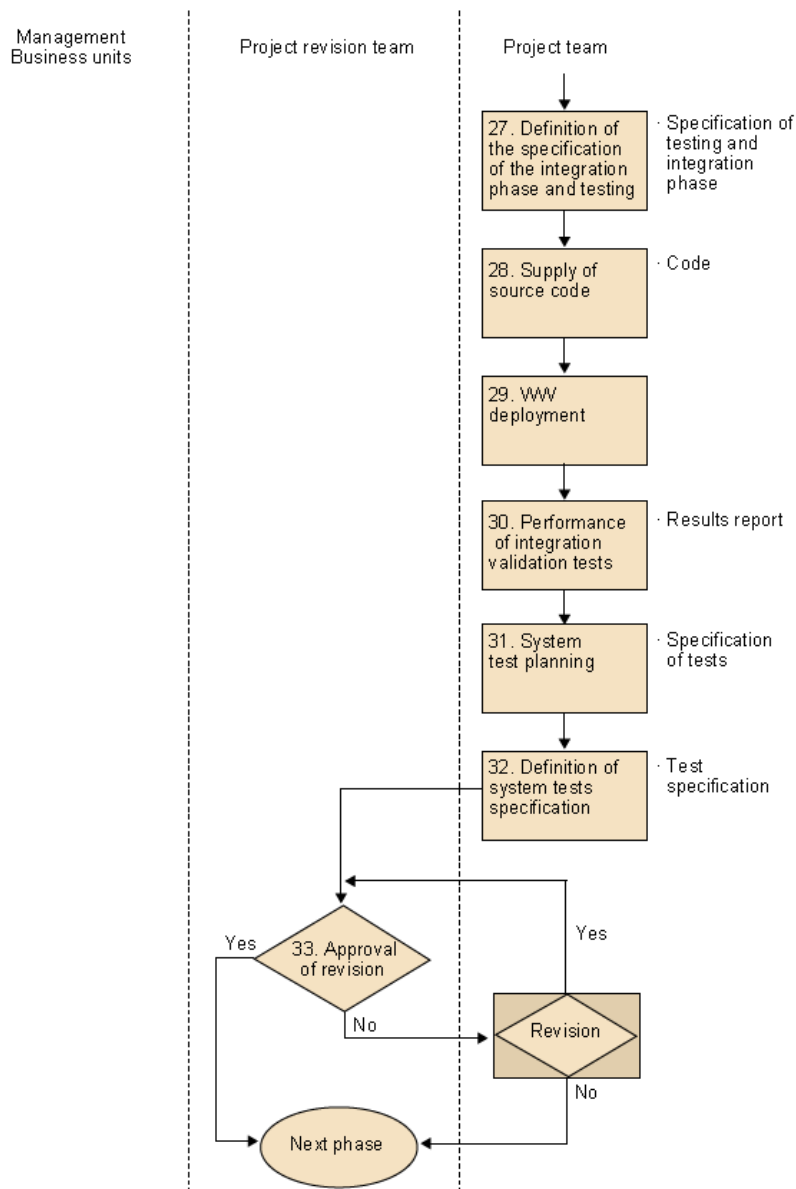 Management
Business units
Project revision team
Project team
27. Definition of
the specification
of the integration
phase and testing
· Specification of
testing and
integration
phase
28. Supply of
source code
· Code
29. WW
deployment
30. Performance
of integration
validation tests
· Results report
31. System
test planning
· Specification
of tests
32. Definition of
system tests
specification
· Test
specification
Yes
33. Approval
of revision
Yes
No
Revision
No
Next phase